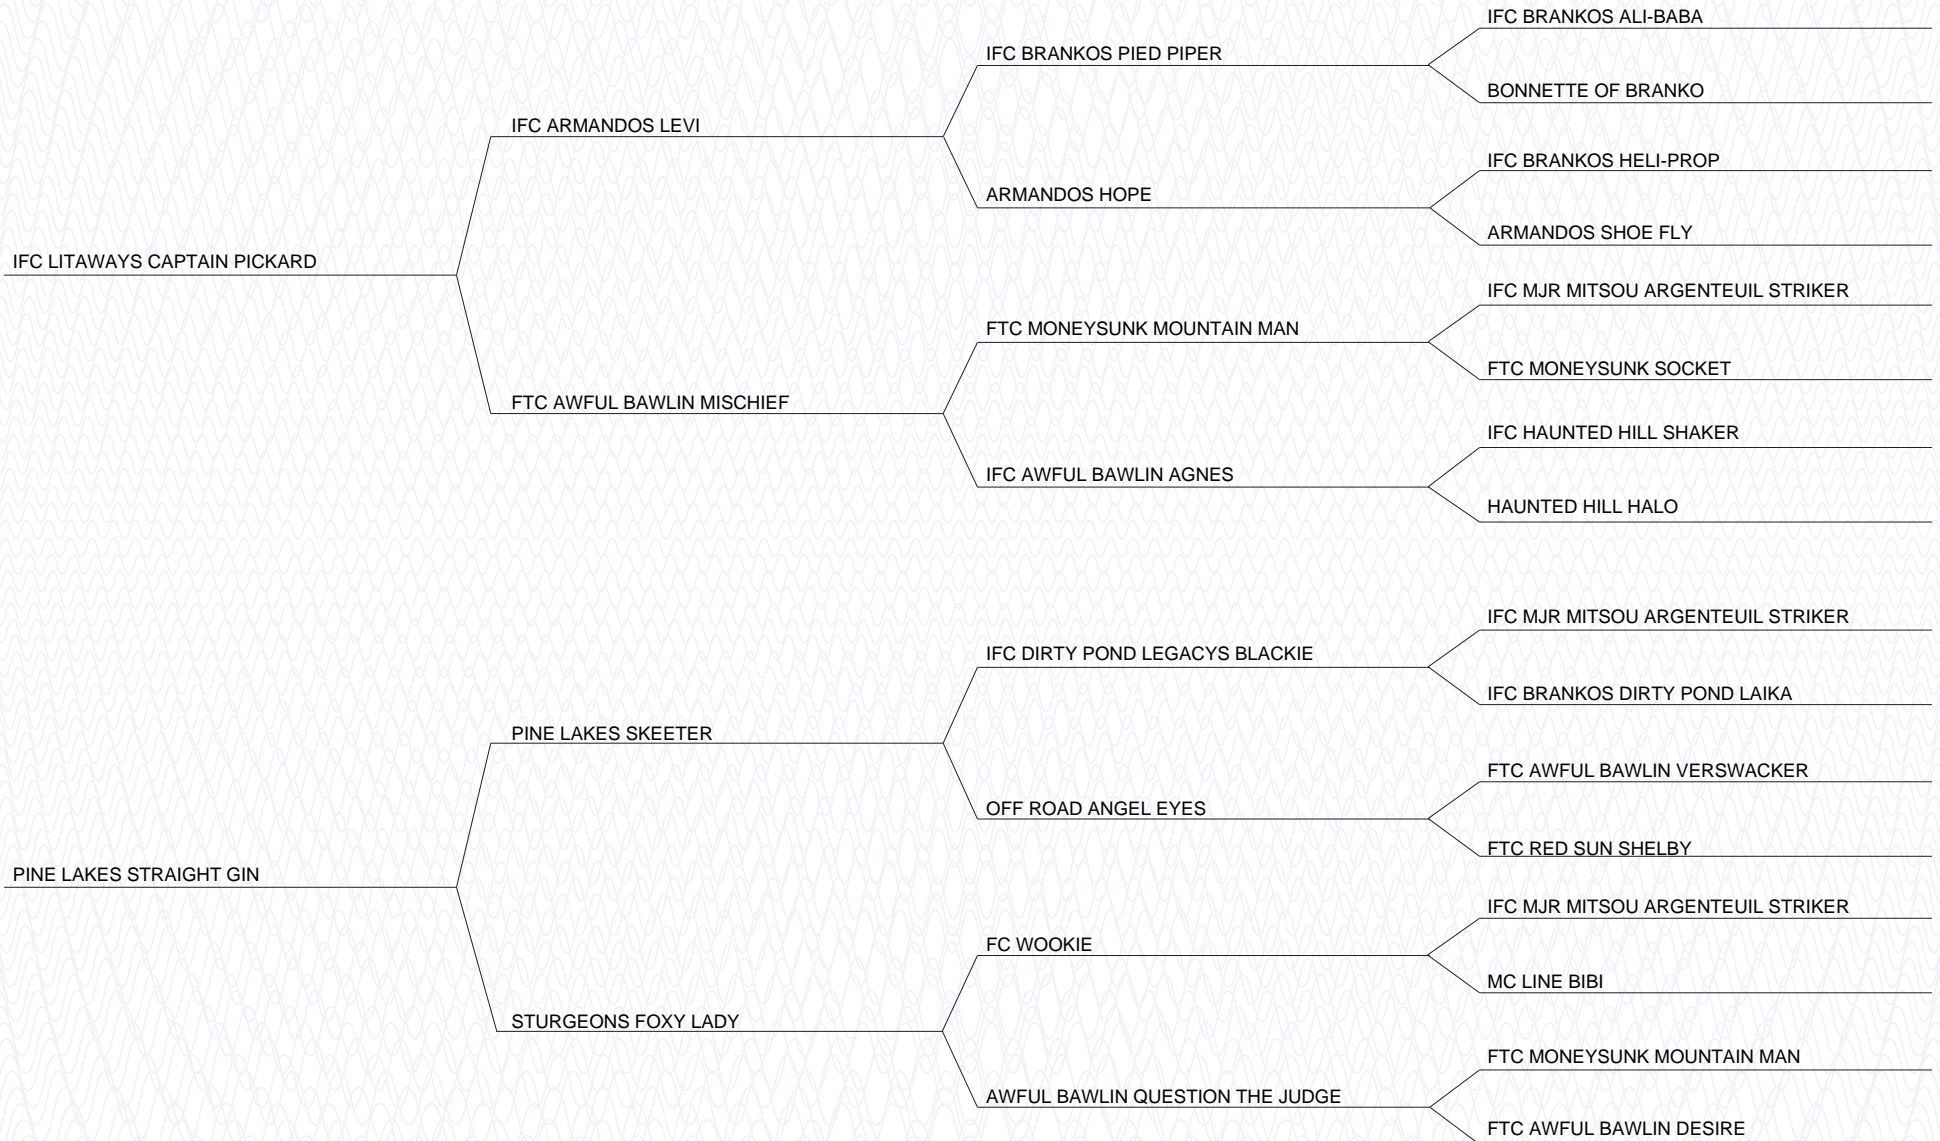 IFC BRANKOS ALI-BABA
IFC BRANKOS PIED PIPER
BONNETTE OF BRANKO
IFC ARMANDOS LEVI
IFC BRANKOS HELI-PROP
ARMANDOS HOPE
ARMANDOS SHOE FLY
IFC LITAWAYS CAPTAIN PICKARD
IFC MJR MITSOU ARGENTEUIL STRIKER
FTC MONEYSUNK MOUNTAIN MAN
FTC MONEYSUNK SOCKET
FTC AWFUL BAWLIN MISCHIEF
IFC HAUNTED HILL SHAKER
IFC AWFUL BAWLIN AGNES
HAUNTED HILL HALO
IFC MJR MITSOU ARGENTEUIL STRIKER
IFC DIRTY POND LEGACYS BLACKIE
IFC BRANKOS DIRTY POND LAIKA
PINE LAKES SKEETER
FTC AWFUL BAWLIN VERSWACKER
OFF ROAD ANGEL EYES
FTC RED SUN SHELBY
PINE LAKES STRAIGHT GIN
IFC MJR MITSOU ARGENTEUIL STRIKER
FC WOOKIE
MC LINE BIBI
STURGEONS FOXY LADY
FTC MONEYSUNK MOUNTAIN MAN
AWFUL BAWLIN QUESTION THE JUDGE
FTC AWFUL BAWLIN DESIRE